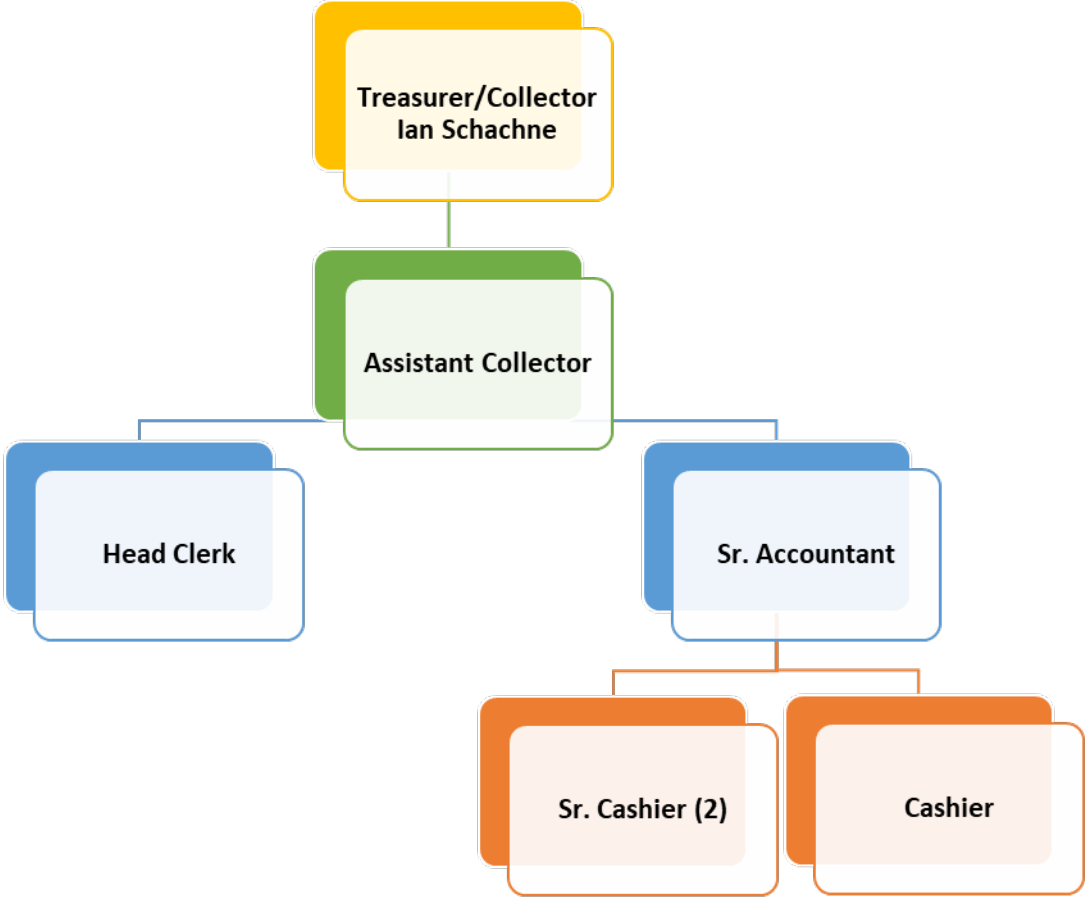 Treasurer/Collector
Ian Schachne
Assistant Collector
Head Clerk
Sr. Accountant
Sr. Cashier (2)
Cashier